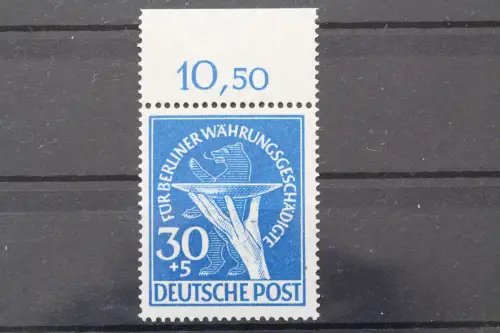 10,50
FÜR BERLINER WÄHRUNGSGESCHÄDIGTE
30
+5
DEUTSCHE POST